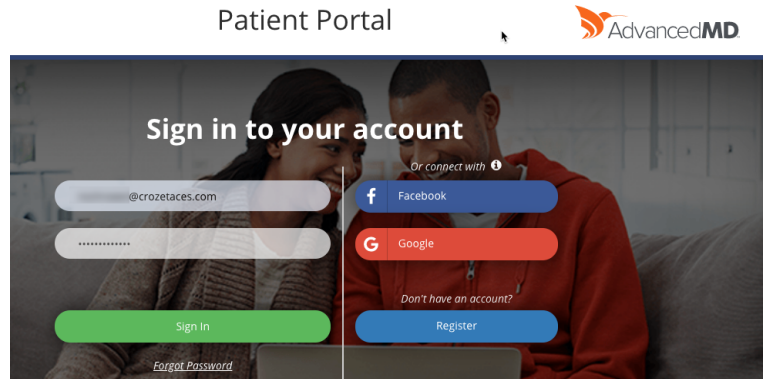 Patient Portal
AdvancedMD
Sign in to your account
Or connect with
@crozetaces.com
Facebook
Google
Don't have an account?
Sign In
Register
Forgot Password